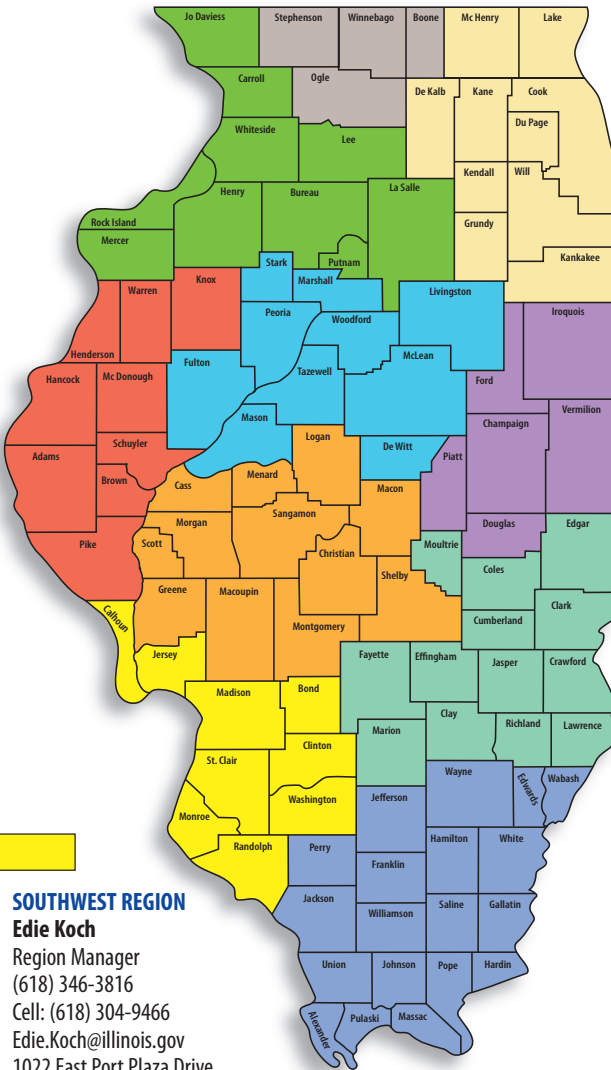 Jo Daviess
Stephenson
Winnebago
Boone
Mc Henry
Lake
Carroll
Ogle
De Kalb
Kane
Cook
Du Page
Whiteside
Lee
Kendall
Will
Henry
Bureau
La Salle
Rock Island
Grundy
Mercer
Putnam
Kankakee
Stark
Marshall
Knox
Warren
Livingston
Iroquois
Peoria
Woodford
Henderson
Fulton
McLean
Tazewell
Ford
Hancock
Mc Donough
Vermilion
Mason
Champaign
Logan
Schuyler
De Witt
Piatt
Adams
Menard
Brown
Cass
Macon
Sangamon
Morgan
Douglas
Edgar
Pike
Scott
Christian
Moultrie
Coles
Shelby
Greene
Macoupin
Clark
Calhoun
Cumberland
Montgomery
Jersey
Fayette
Effingham
Jasper
Crawford
Madison
Bond
Clay
Richland
Lawrence
Marion
Clinton
St. Clair
Wayne
Edwards
Wabash
Washington
Jefferson
Monroe
Randolph
Perry
Hamilton
White
Franklin
Jackson
Williamson
Saline
Gallatin
Union
Johnson
Pope
Hardin
Alexander
Pulaski
Massac
SOUTHWEST REGION
Edie Koch
Region Manager
(618) 346-3816
Cell: (618) 304-9466
Edie.Koch@illinois.gov
1022 East Port Plaza Drive